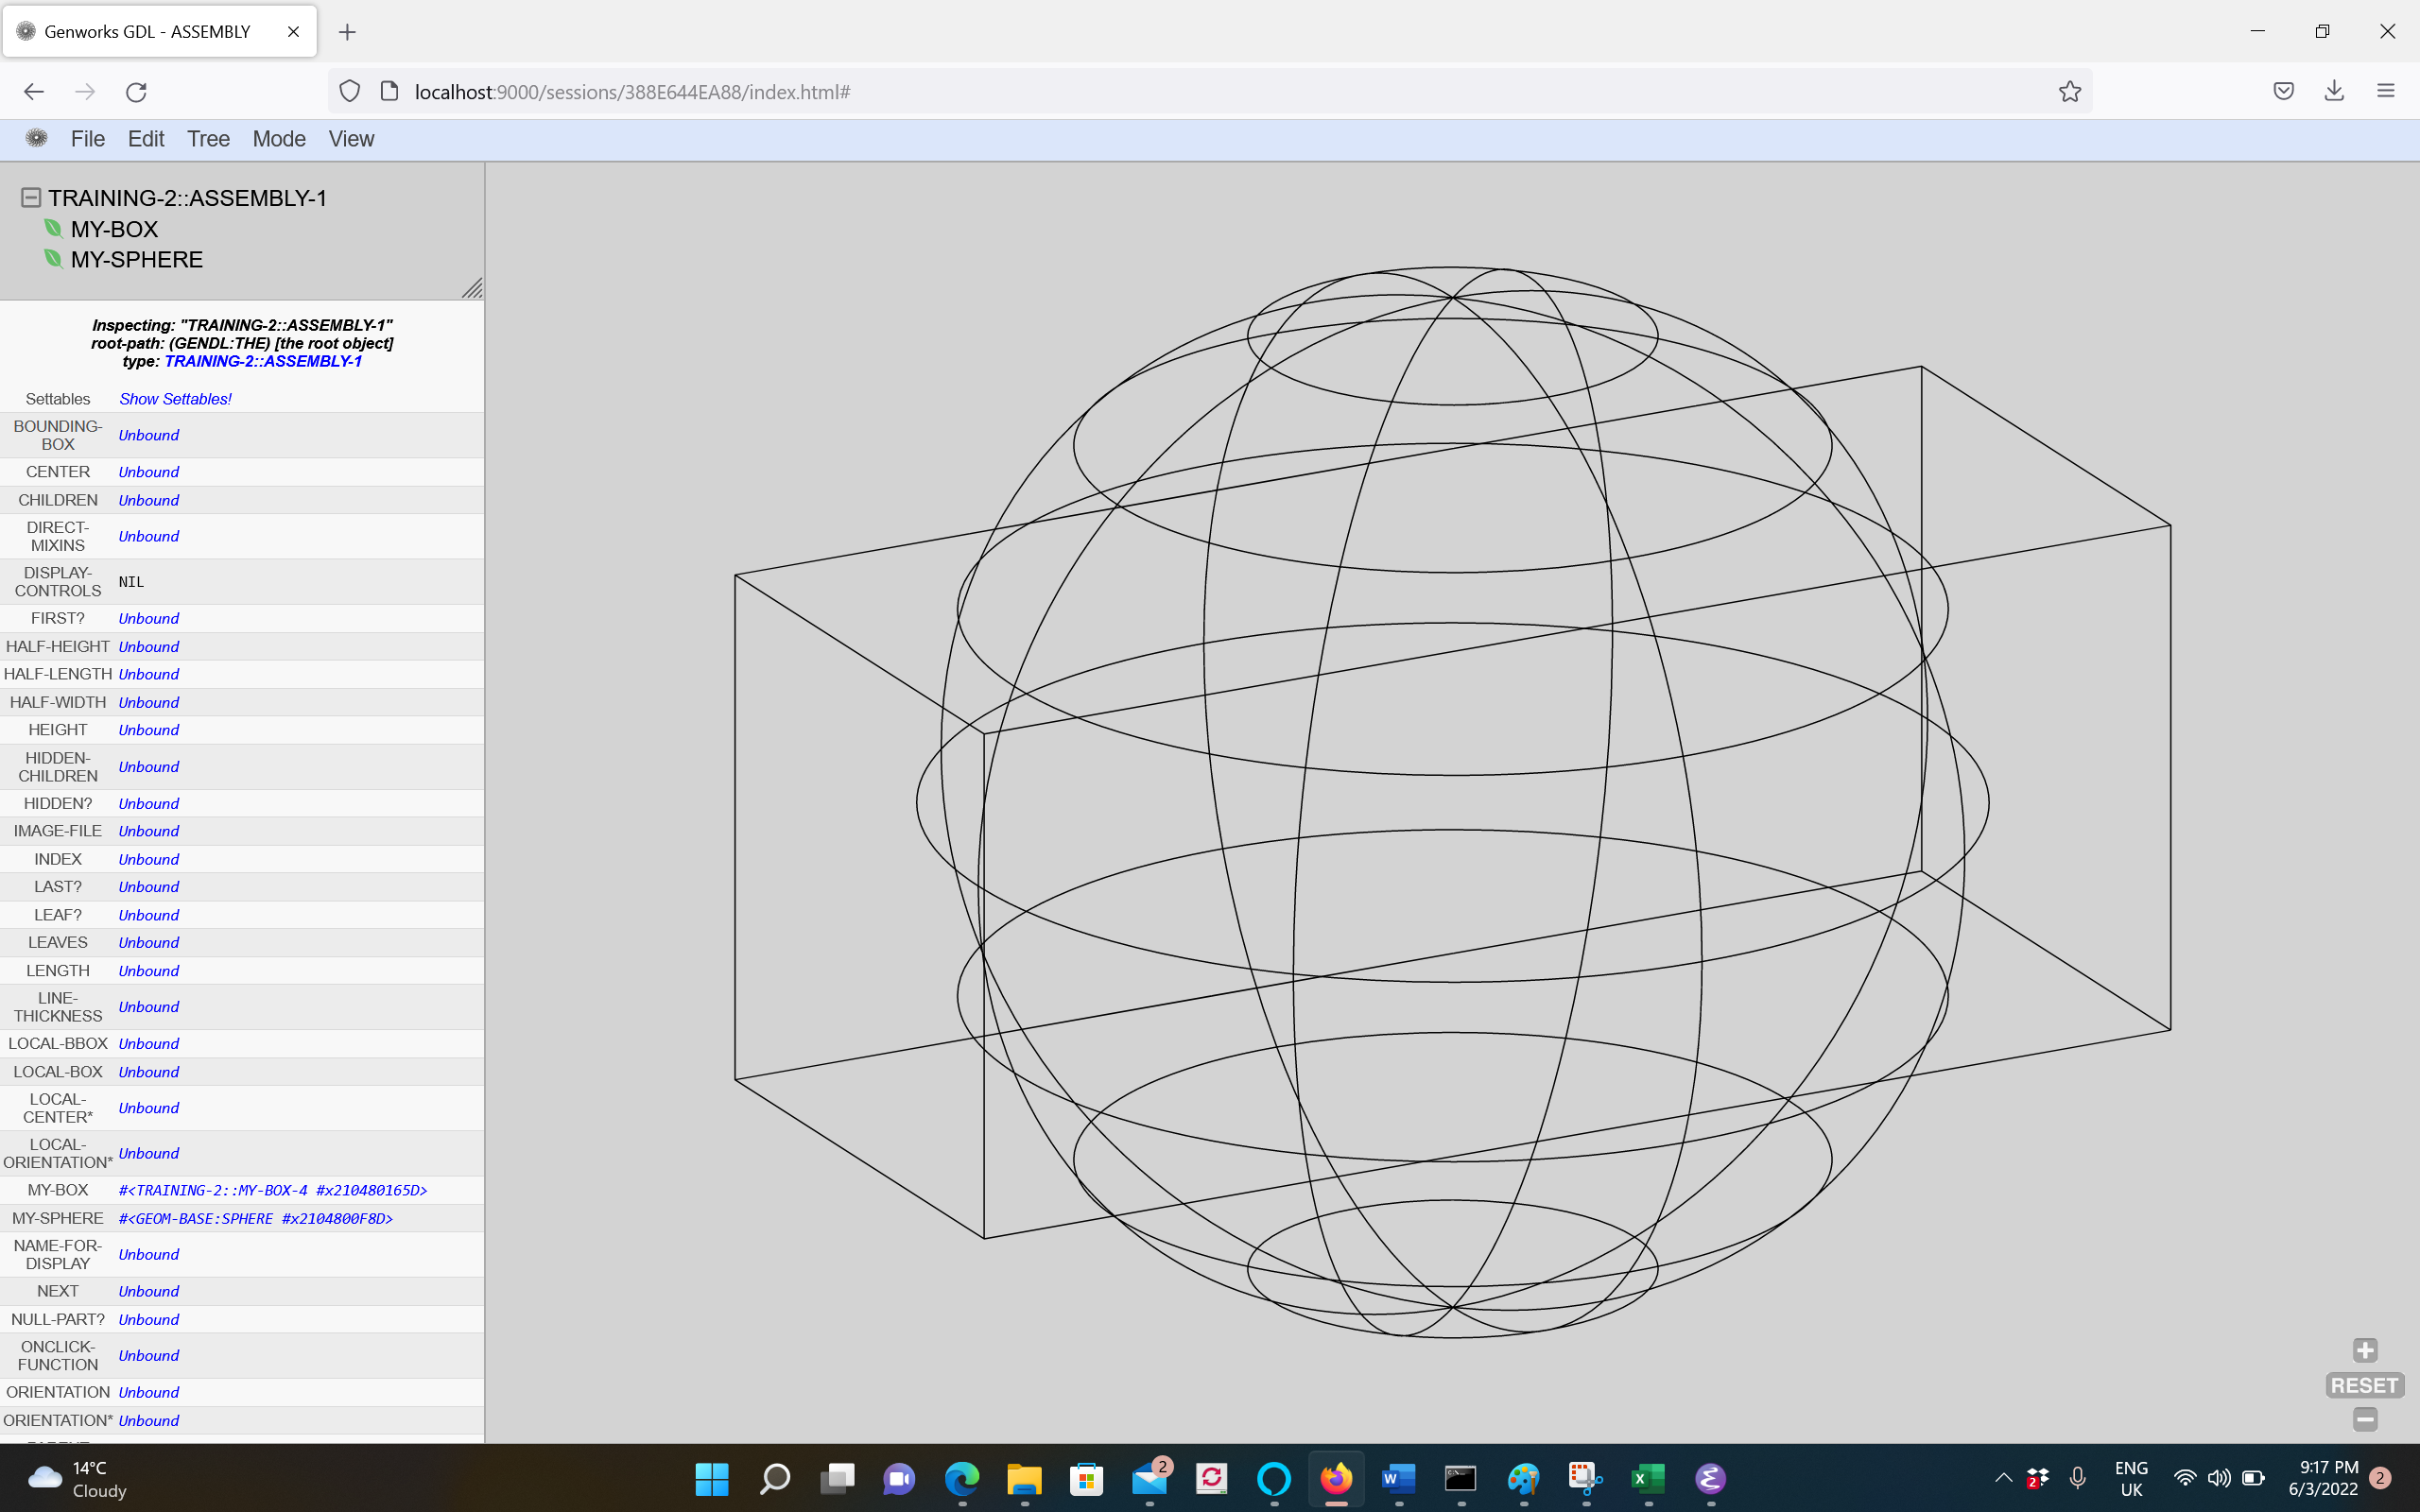 Genworks GDL - ASSEMBLY
localhost:9000/sessions/388E644EA88/index.html#
File Edit Tree Mode View
TRAINING-2::ASSEMBLY-1
MY-BOX
MY-SPHERE
Inspecting: "TRAINING-2::ASSEMBLY-1"
root-path: (GENDL:THE) [the root object]
type: TRAINING-2::ASSEMBLY-1
Settables Show Settables!
BOUNDING-
BOX Unbound
CENTER Unbound
CHILDREN Unbound
DIRECT-
MIXINS Unbound
DISPLAY-
CONTROLS NIL
FIRST? Unbound
HALF-HEIGHT Unbound
HALF-LENGTH Unbound
HALF-WIDTH Unbound
HEIGHT Unbound
HIDDEN-
CHILDREN Unbound
HIDDEN? Unbound
IMAGE-FILE Unbound
INDEX Unbound
LAST? Unbound
LEAF? Unbound
LEAVES Unbound
LENGTH Unbound
LINE-
THICKNESS Unbound
LOCAL-BBOX Unbound
LOCAL-BOX Unbound
LOCAL-
CENTER* Unbound
LOCAL-
ORIENTATION* Unbound
MY-BOX #<TRAINING-2::MY-BOX-4 #x210480165D>
MY-SPHERE #<GEOM-BASE:SPHERE #x2104800F8D>
NAME-FOR-
DISPLAY Unbound
NEXT Unbound
NULL-PART? Unbound
ONCLICK-
FUNCTION Unbound
ORIENTATION Unbound
ORIENTATION* Unbound
RESET
14°C
Cloudy
2
W
X
2
ENG
UK
9:17 PM
6/3/2022
2